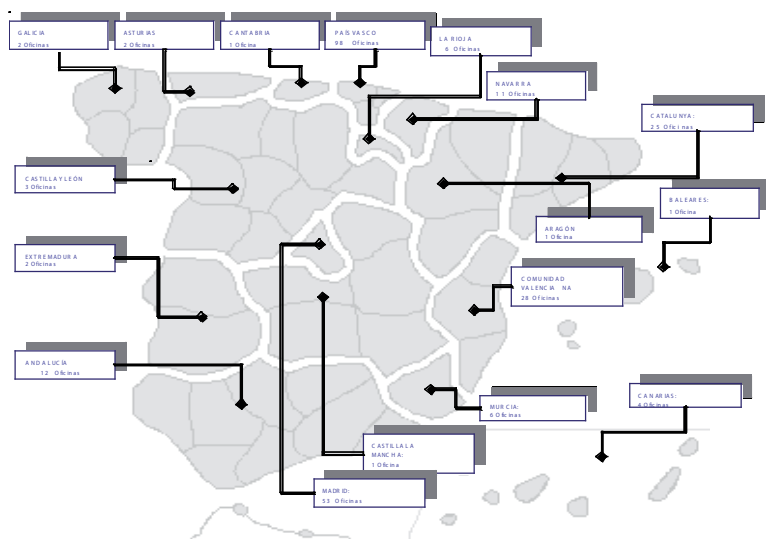 GALICIA
2 Oficinas
ASTURIAS
2 Oficinas
CANTABRIA
1 Oficina
PAÍS VASCO
98 Oficinas
LA RIOJA
6 Oficinas
NAVARRA:
11 Oficinas
CATALUNYA:
25 Oficinas
CASTILLA Y LEÓN
3 Oficinas
BALEARES:
1 Oficina
ARAGÓN
1 Oficina
EXTREMADURA
2 Oficinas
COMUNIDAD
VALENCIA NA
28 Oficinas
ANDALUCÍA
12 Oficinas
CANARIAS:
4 Oficinas
MURCIA:
6 Oficinas
CASTILLA LA
MANCHA:
1 Oficina
MADRID:
53 Oficinas